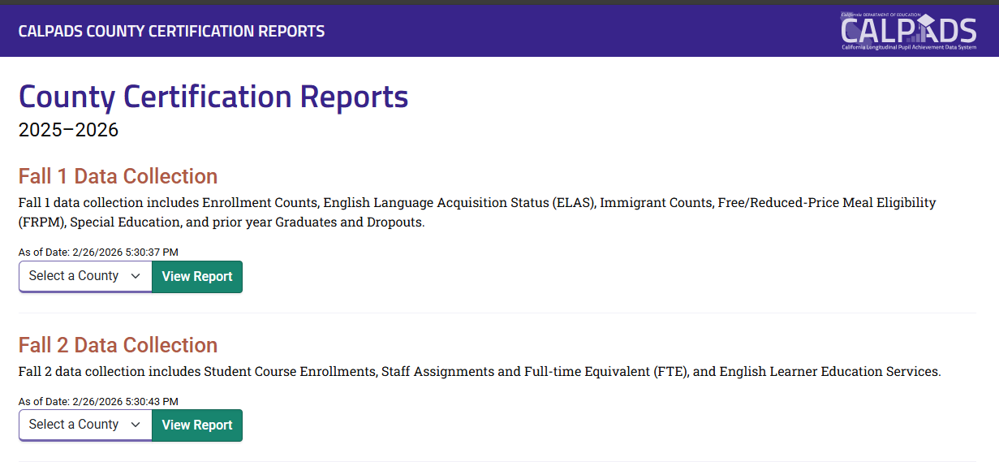 CALPADS COUNTY CERTIFICATION REPORTS
California DEPARTMENT OF EDUCATION
CALPADS
California Longitudinal Pupil Achievement Data System
County Certification Reports
2025–2026
Fall 1 Data Collection
Fall 1 data collection includes Enrollment Counts, English Language Acquisition Status (ELAS), Immigrant Counts, Free/Reduced-Price Meal Eligibility
(FRPM), Special Education, and prior year Graduates and Dropouts.
As of Date: 2/26/2026 5:30:37 PM
Select a County View Report
Fall 2 Data Collection
Fall 2 data collection includes Student Course Enrollments, Staff Assignments and Full-time Equivalent (FTE), and English Learner Education Services.
As of Date: 2/26/2026 5:30:43 PM
Select a County View Report